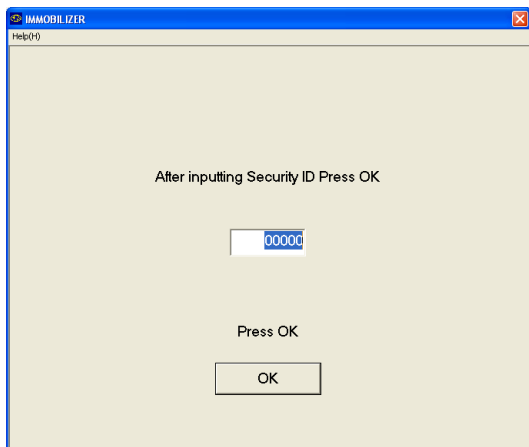 IMMOBILIZER
Help(H)
After inputting Security ID Press OK
00000
Press OK
OK